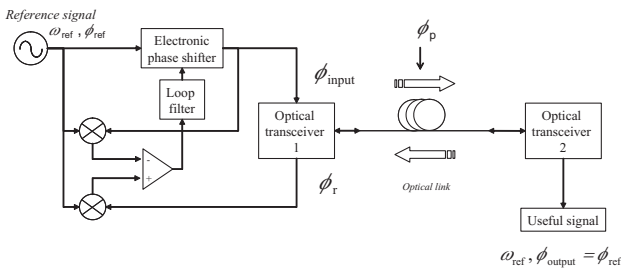 Reference signal
ω_ref , ϕ_ref
Electronic
phase shifter
Loop
filter
-
+
ϕ_input
ϕ_r
Optical
transceiver
1
ϕ_p
Optical link
Optical
transceiver
2
Useful signal
ω_ref , ϕ_output = ϕ_ref